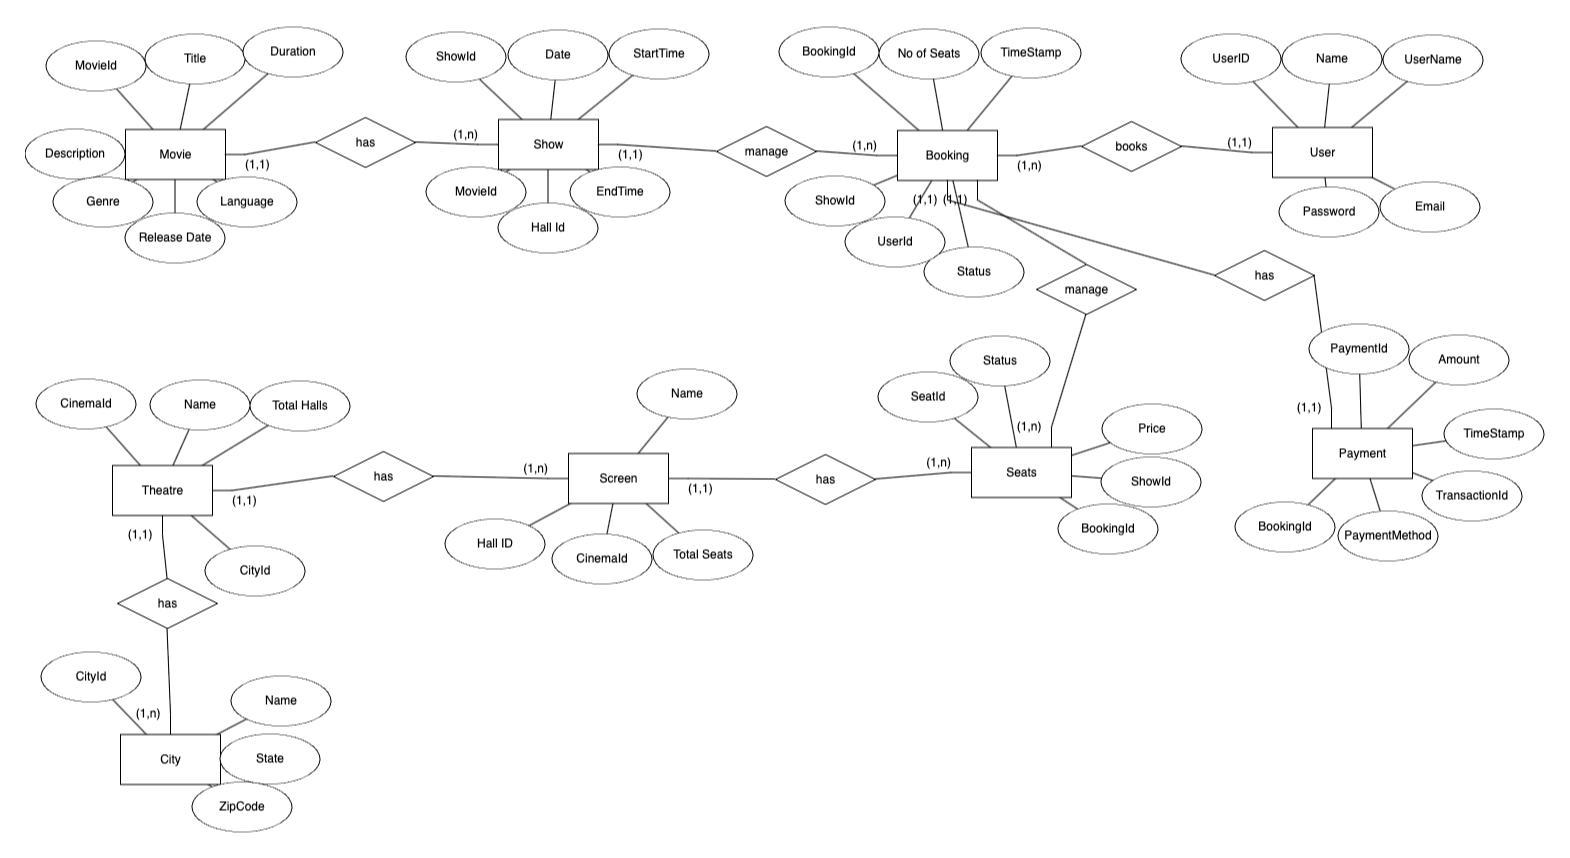 MovieId
Title
Duration
Description
Movie
Genre
Language
Release Date
(1,1)
has
(1,n)
ShowId
Date
StartTime
Show
MovieId
EndTime
Hall Id
(1,1)
manage
(1,n)
BookingId
No of Seats
TimeStamp
Booking
ShowId
(1,1)
(1,1)
UserId
Status
(1,n)
books
(1,1)
UserID
Name
UserName
User
Password
Email
manage
has
CinemaId
Name
Total Halls
Theatre
(1,1)
(1,1)
CityId
has
(1,n)
Name
Screen
Hall ID
CinemaId
Total Seats
(1,1)
has
(1,n)
Status
SeatId
(1,n)
Seats
Price
ShowId
BookingId
PaymentId
Amount
(1,1)
Payment
TimeStamp
TransactionId
BookingId
PaymentMethod
has
CityId
(1,n)
Name
City
State
ZipCode